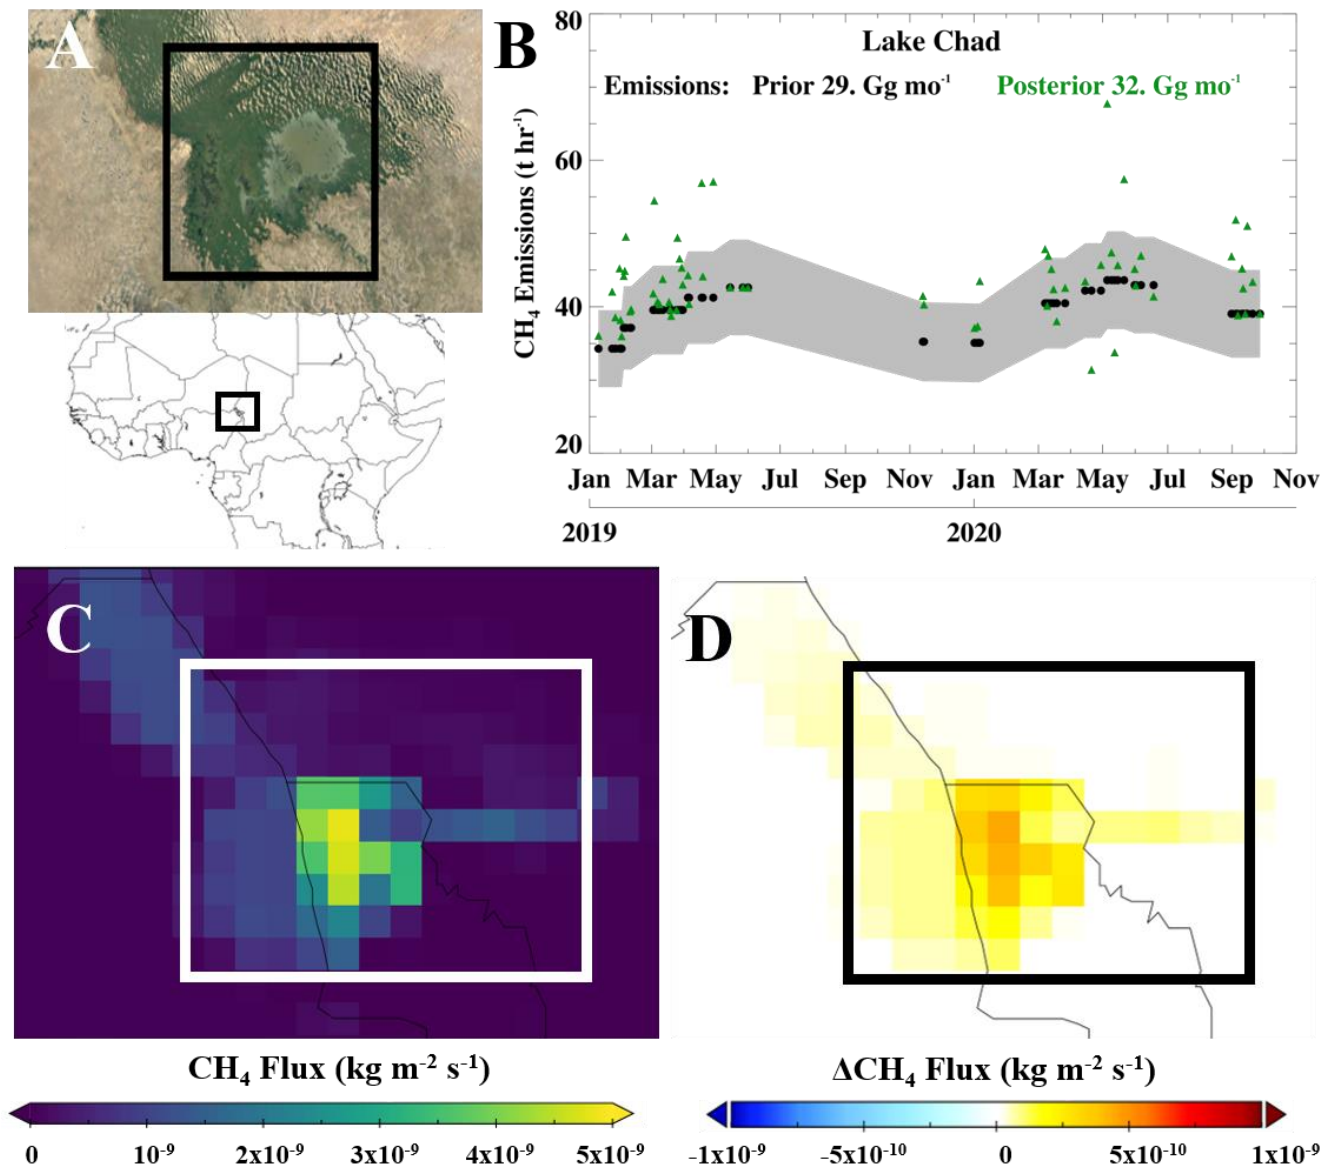 A
B
Lake Chad
Emissions: Prior 29. Gg mo⁻¹ Posterior 32. Gg mo⁻¹
CH₄ Emissions (t hr⁻¹)
80
60
40
20
Jan Mar May Jul Sep Nov Jan Mar May Jul Sep Nov
2019 2020
C
D
CH₄ Flux (kg m⁻² s⁻¹)
0 10⁻⁹ 2x10⁻⁹ 3x10⁻⁹ 4x10⁻⁹ 5x10⁻⁹
ΔCH₄ Flux (kg m⁻² s⁻¹)
-1x10⁻⁹ -5x10⁻¹⁰ 0 5x10⁻¹⁰ 1x10⁻⁹